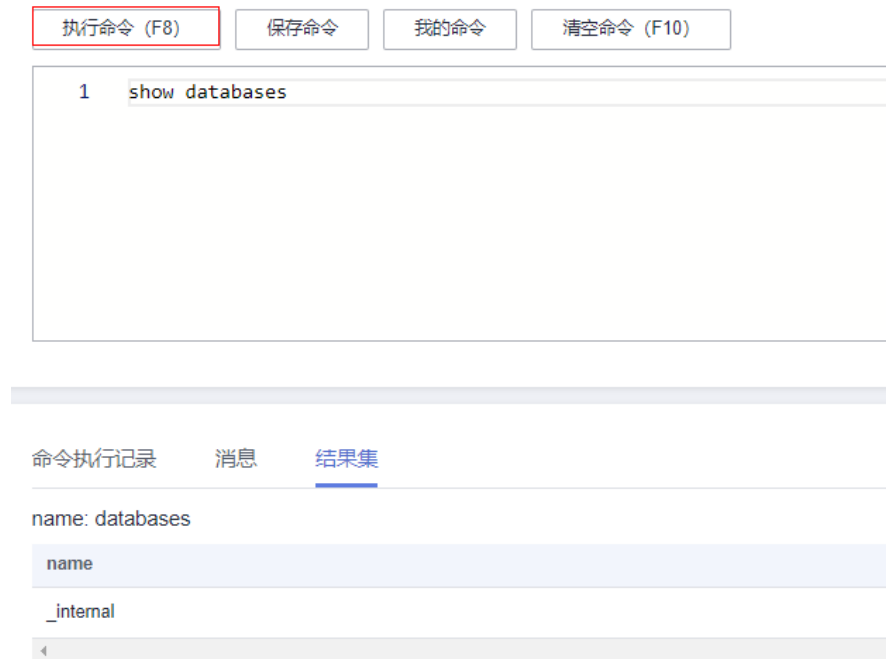 执行命令（F8） 保存命令 我的命令 清空命令（F10）
1 show databases
命令执行记录 消息 结果集
name: databases
name
_internal